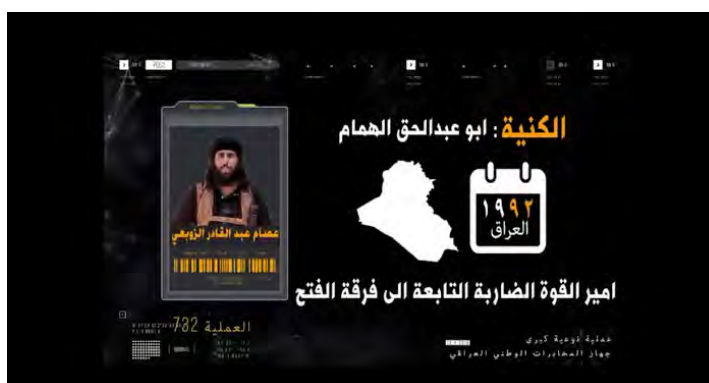 الكنية : ابو عبدالحق الهمام
١٩٩٢
العراق
عصام عبد القادر الزوبعي
امير القوة الضاربة التابعة الى فرقة الفتح
العملية 732
عملية نوعية كبرى
جهاز المخابرات الوطني العراقي